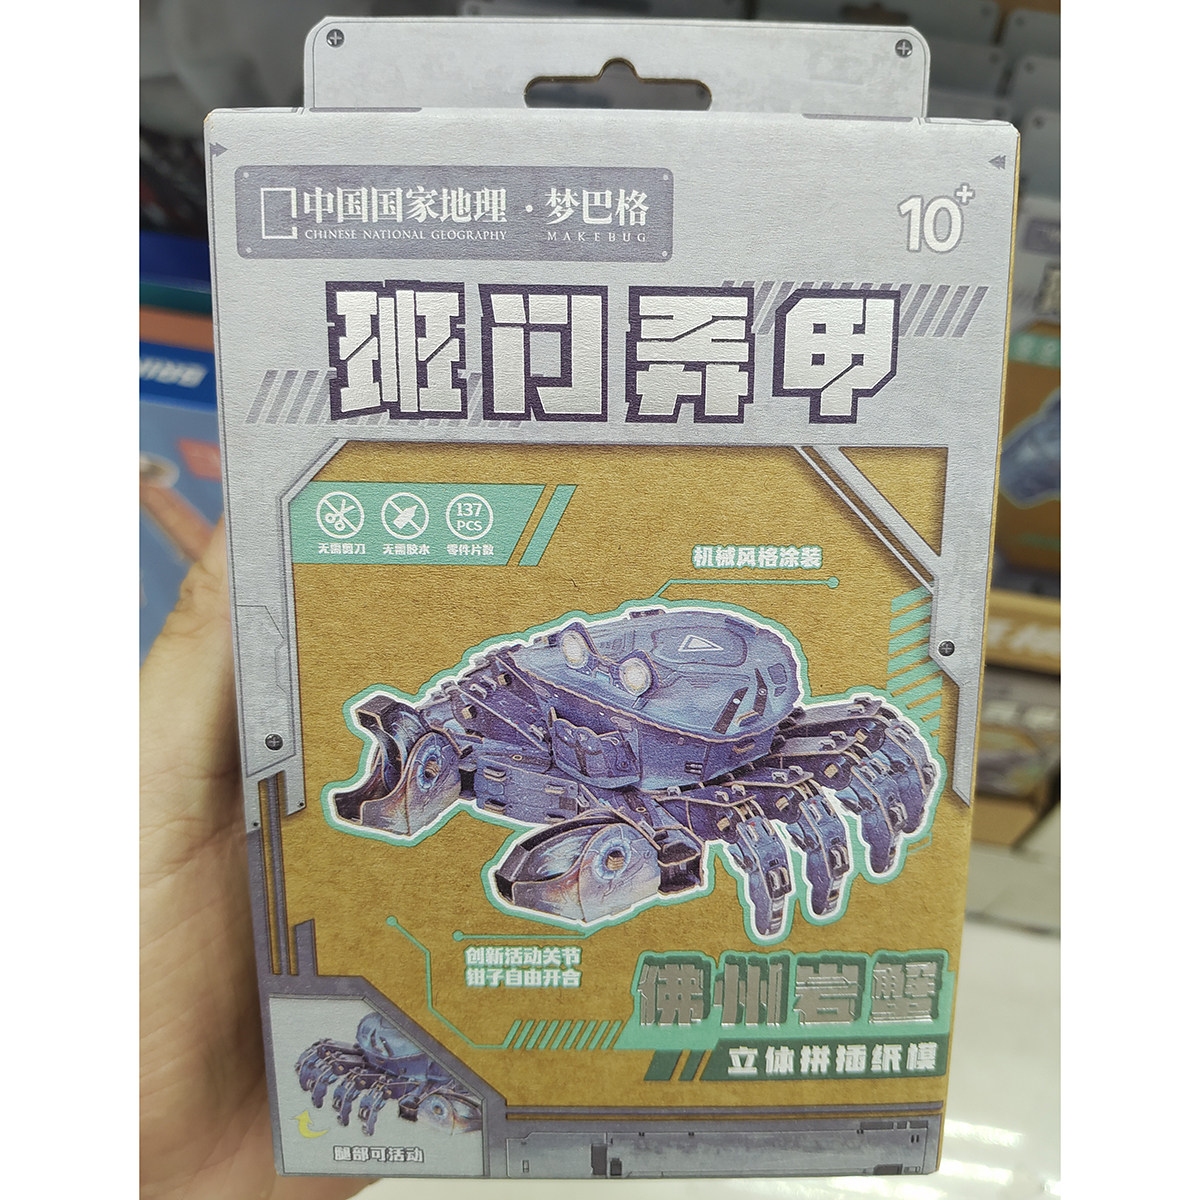 中国国家地理·梦巴格
CHINESE NATIONAL GEOGRAPHY MAKEBUG
10+
班门弄甲
137
PCS
无需剪刀 无需胶水 零件片数
机械风格涂装
创新活动关节
钳子自由开合
佛州岩蟹
立体拼插纸模
腿部可活动